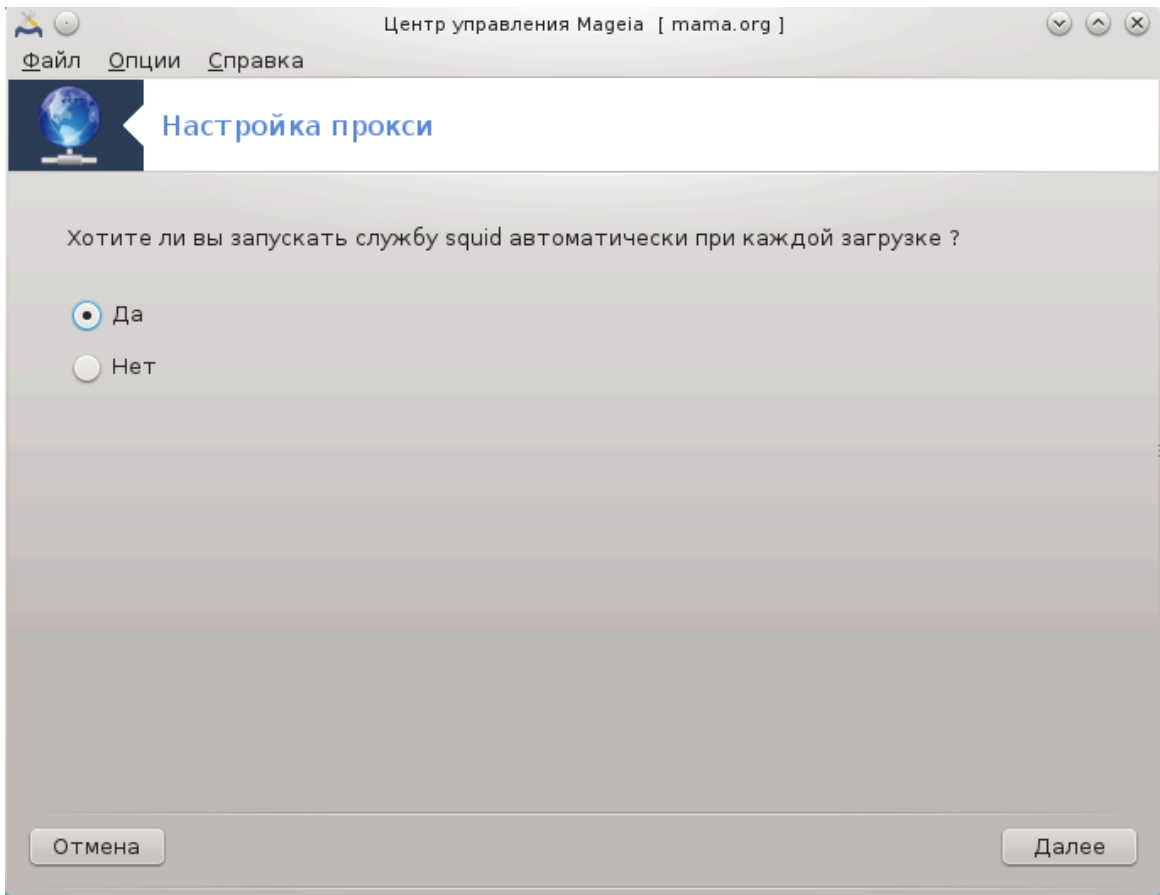 Центр управления Mageia [ mama.org ]
Файл Опции Справка
Настройка прокси
Хотите ли вы запускать службу squid автоматически при каждой загрузке ?
Да
Нет
Отмена Далее